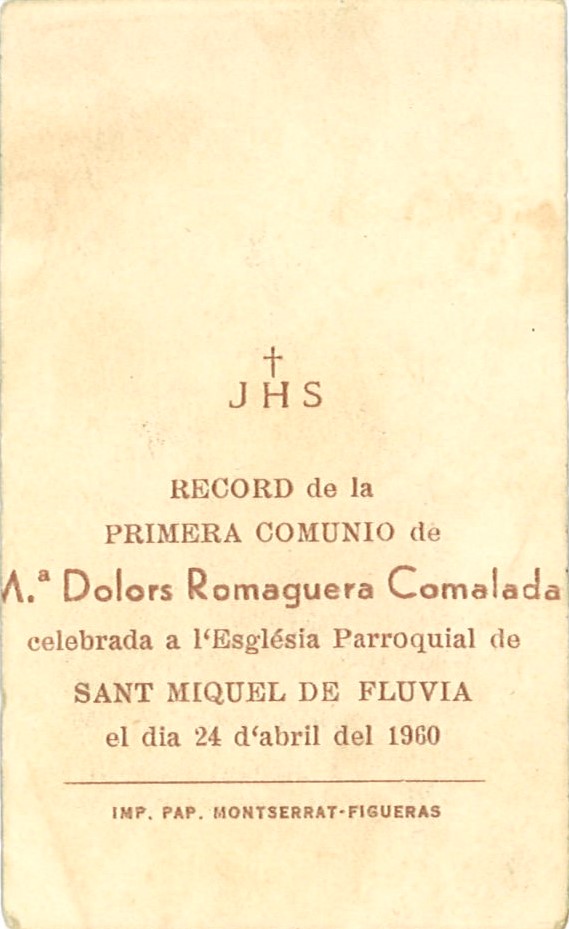 †
JHS
RECORD de la
PRIMERA COMUNIO de
M.ª Dolors Romaguera Comalada
celebrada a l‘Església Parroquial de
SANT MIQUEL DE FLUVIA
el dia 24 d‘abril del 1960
IMP. PAP. MONTSERRAT-FIGUERAS